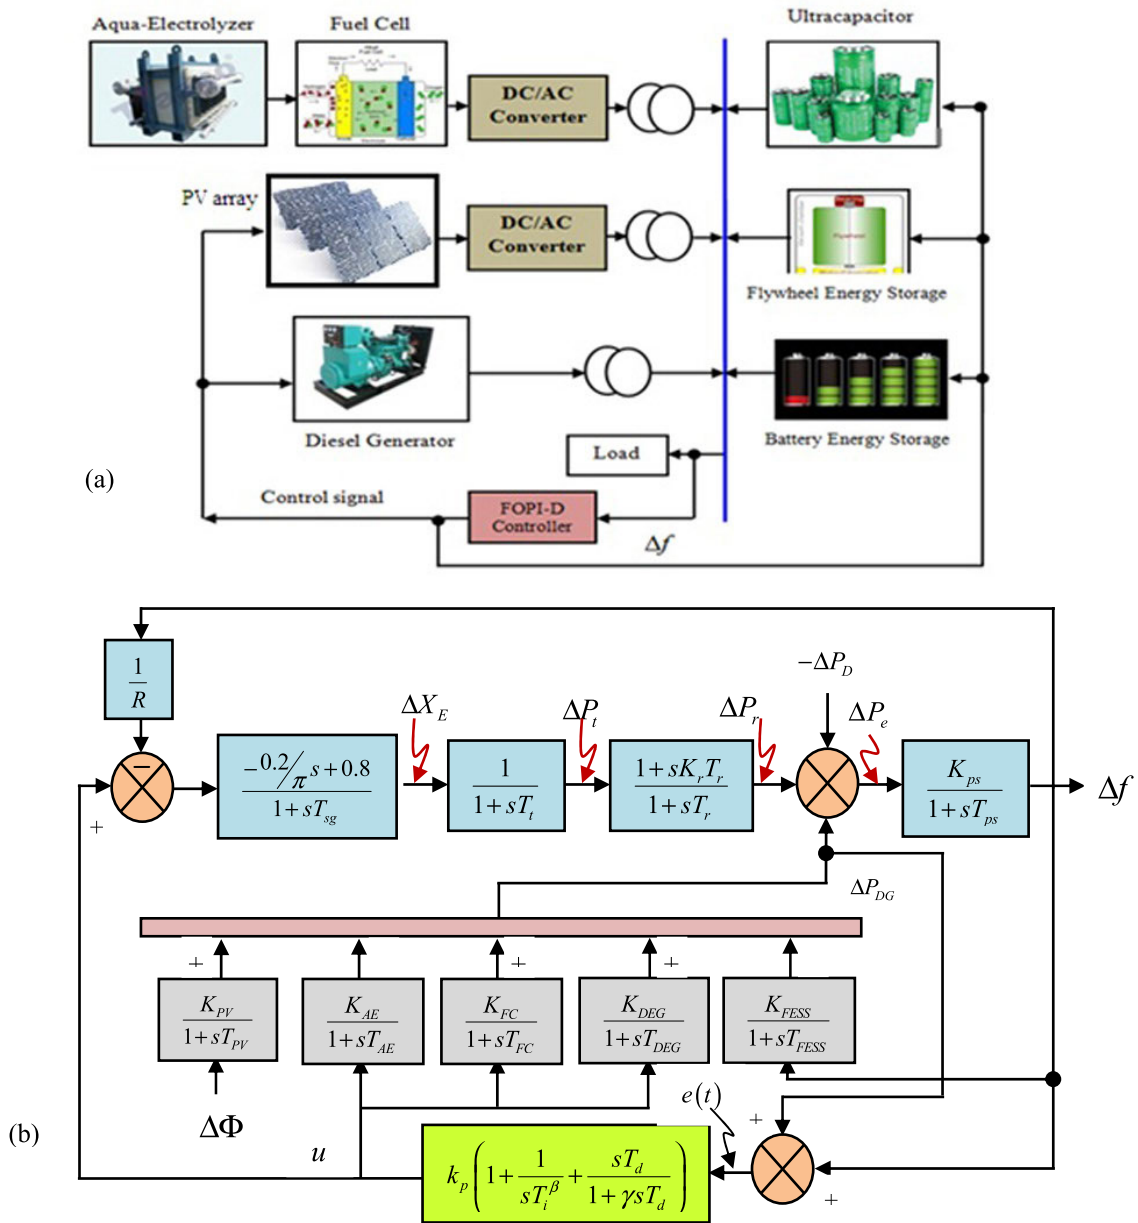 Aqua-Electrolyzer
Fuel Cell
Ultracapacitor
DC/AC
Converter
PV array
DC/AC
Converter
Flywheel
Flywheel Energy Storage
Diesel Generator
Battery Energy Storage
Load
(a)
Control signal
FOPI-D
Controller
Δf
1/R
−ΔP_D
ΔX_E
ΔP_t
ΔP_r
ΔP_e
−
+
(−0.2/π s+0.8)/(1+sT_sg)
1/(1+sT_t)
(1+sK_rT_r)/(1+sT_r)
K_ps/(1+sT_ps)
Δf
ΔP_DG
+
+
+
K_PV/(1+sT_PV)
K_AE/(1+sT_AE)
K_FC/(1+sT_FC)
K_DEG/(1+sT_DEG)
K_FESS/(1+sT_FESS)
ΔΦ
e(t)
+
(b)
u
k_p(1+1/(sT_i^β)+sT_d/(1+γsT_d))
+